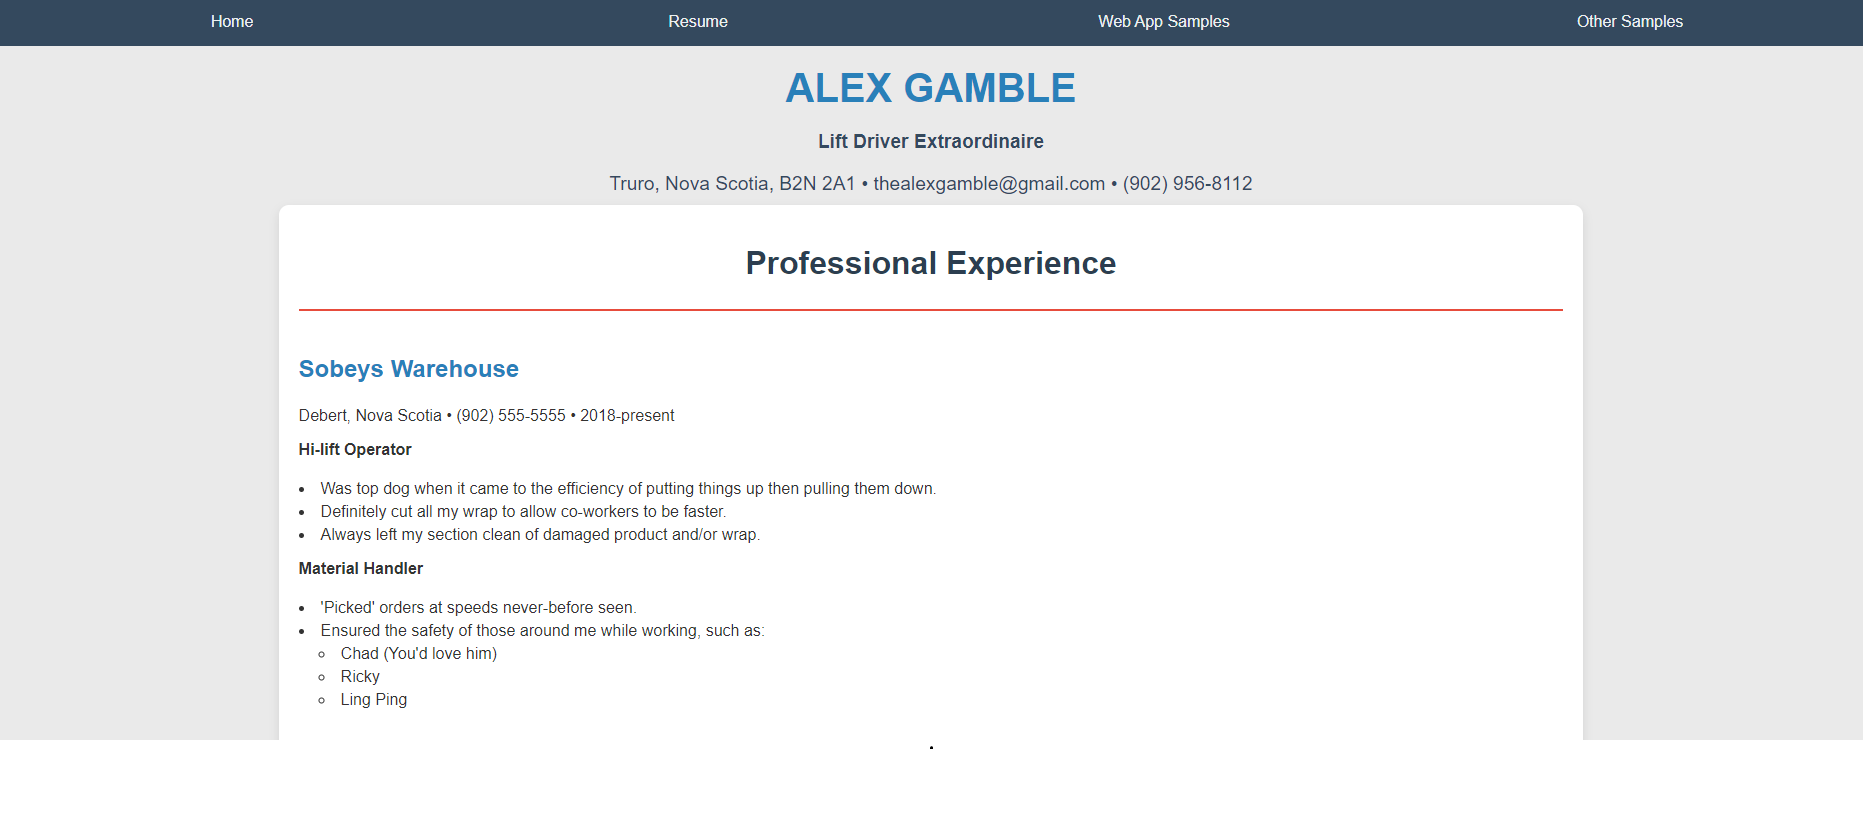 Home Resume Web App Samples Other Samples
ALEX GAMBLE
Lift Driver Extraordinaire
Truro, Nova Scotia, B2N 2A1 • thealexgamble@gmail.com • (902) 956-8112
Professional Experience
Sobeys Warehouse
Debert, Nova Scotia • (902) 555-5555 • 2018-present
Hi-lift Operator
• Was top dog when it came to the efficiency of putting things up then pulling them down.
• Definitely cut all my wrap to allow co-workers to be faster.
• Always left my section clean of damaged product and/or wrap.
Material Handler
• 'Picked' orders at speeds never-before seen.
• Ensured the safety of those around me while working, such as:
◦ Chad (You'd love him)
◦ Ricky
◦ Ling Ping
.